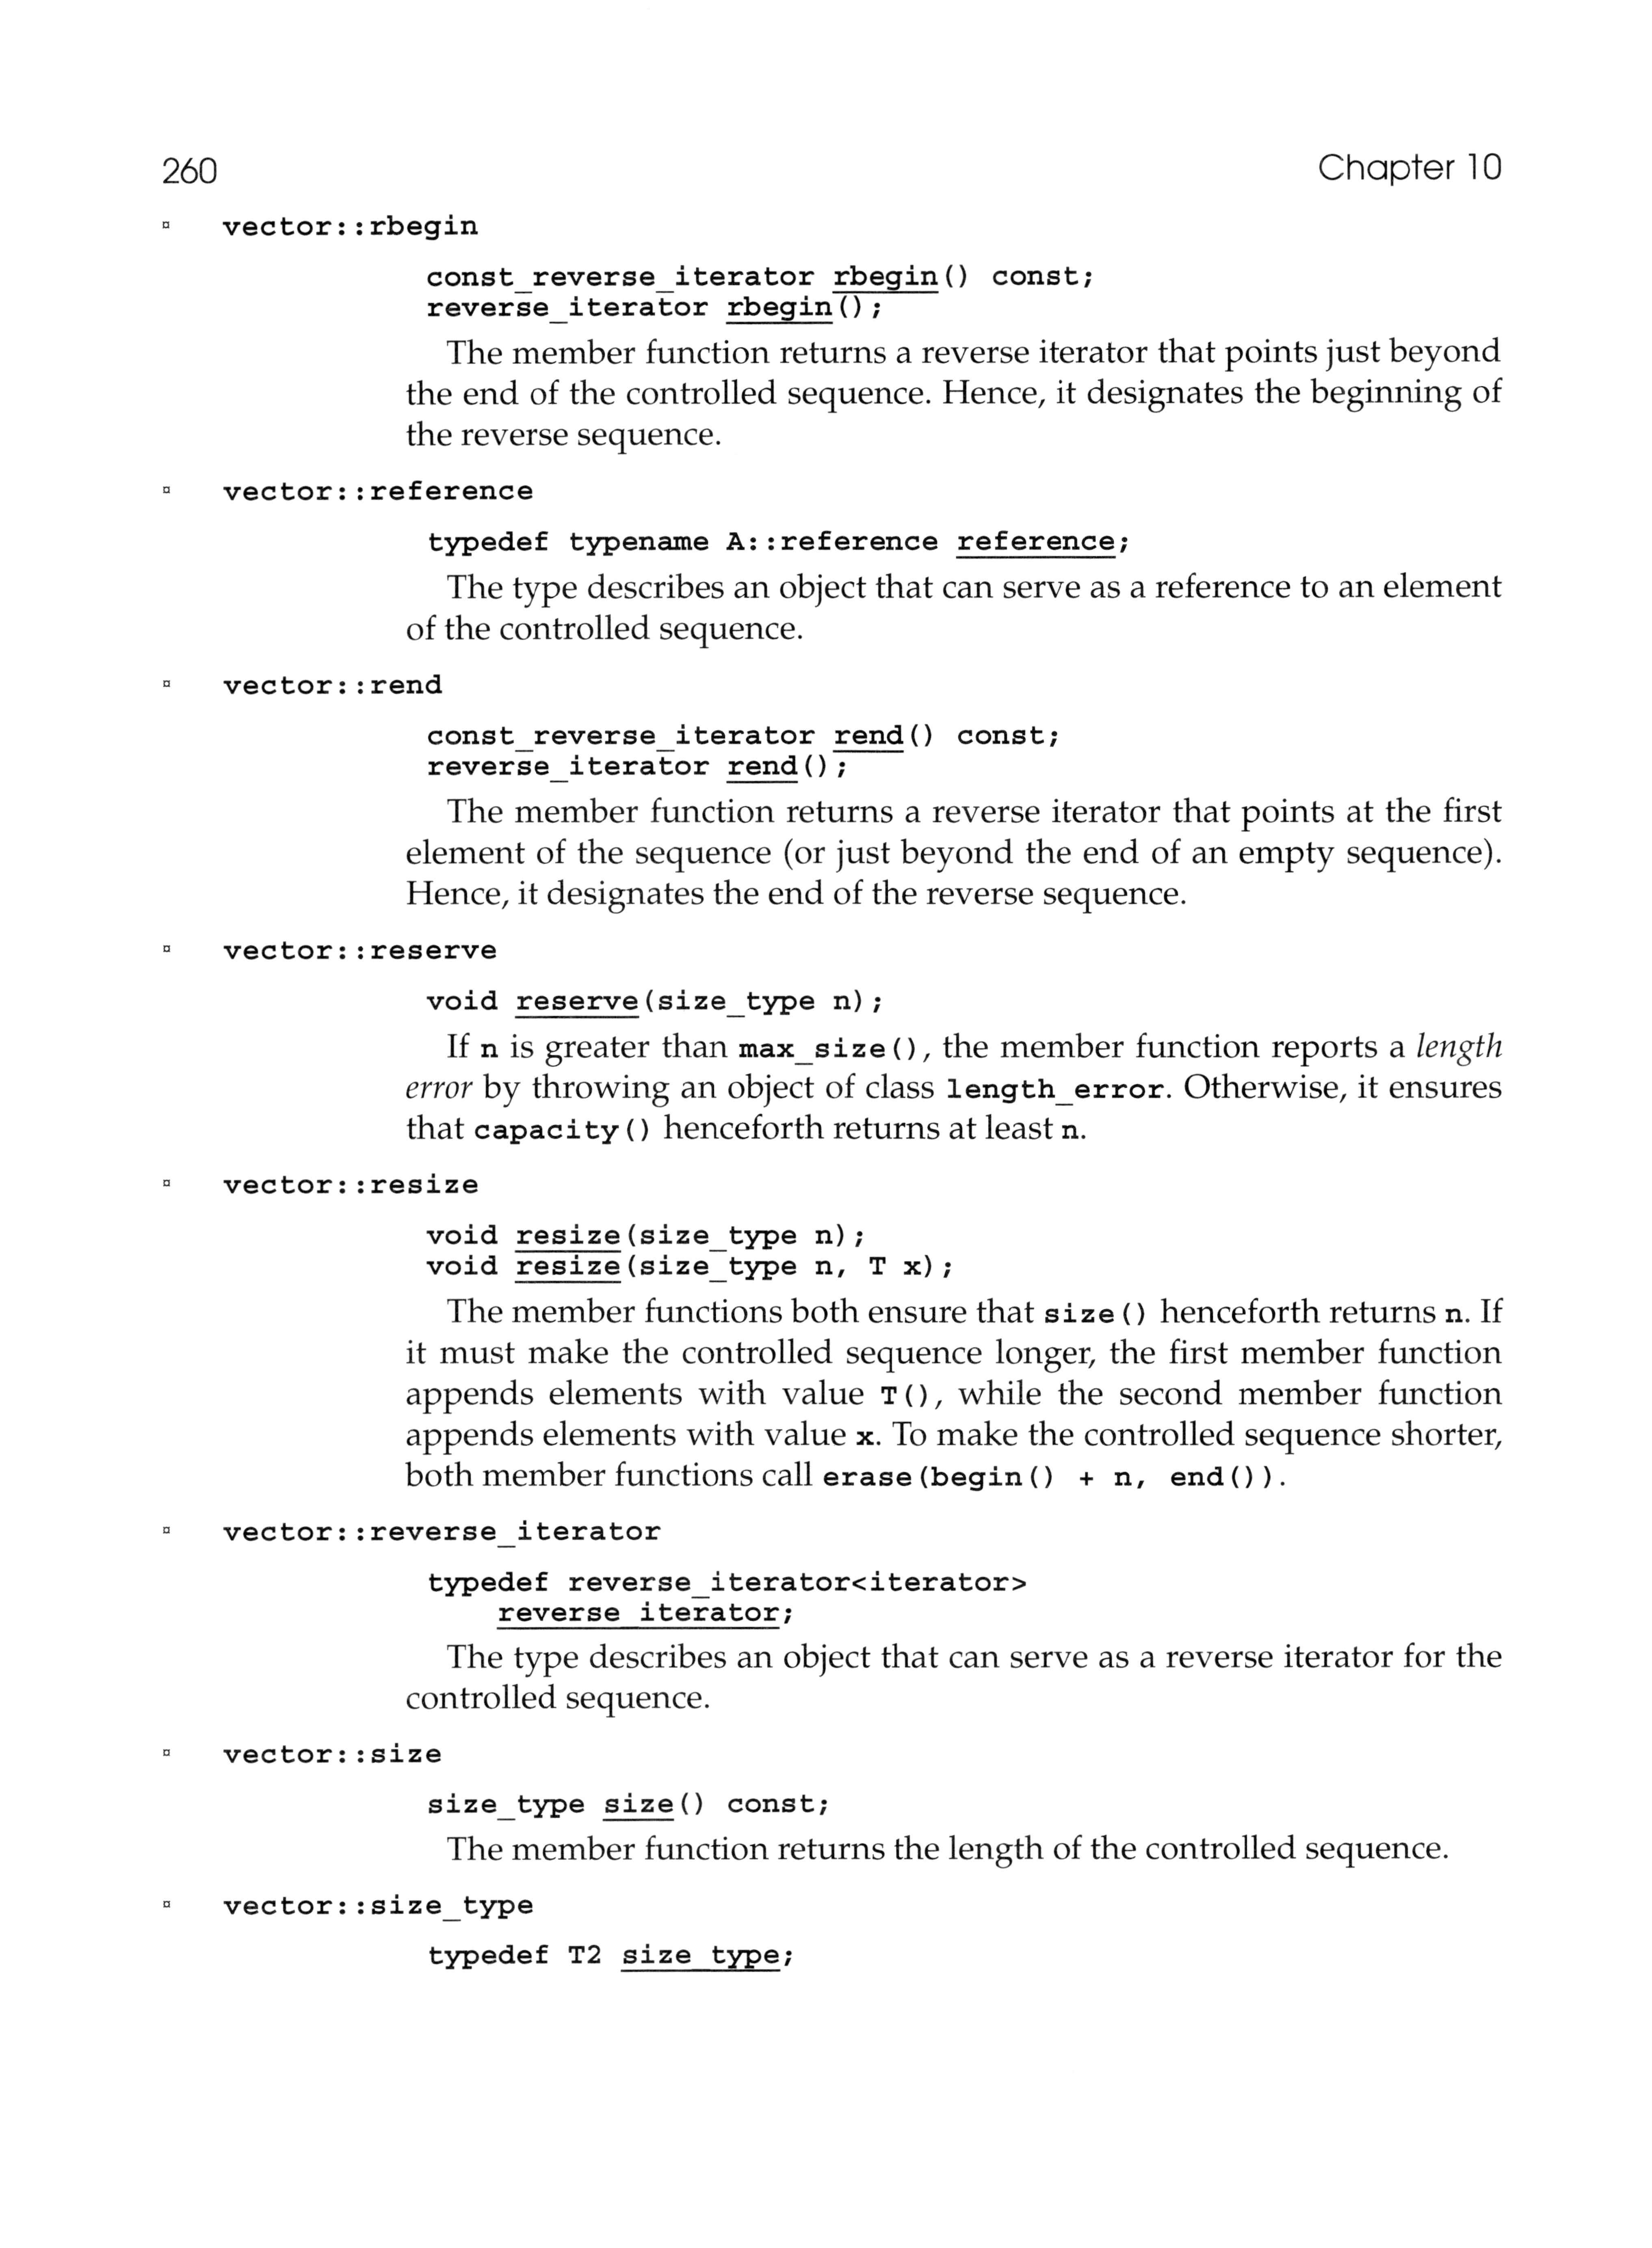 260 Chapter 10
▫ vector::rbegin
const_reverse_iterator rbegin() const;
reverse_iterator rbegin();
The member function returns a reverse iterator that points just beyond
the end of the controlled sequence. Hence, it designates the beginning of
the reverse sequence.
▫ vector::reference
typedef typename A::reference reference;
The type describes an object that can serve as a reference to an element
of the controlled sequence.
▫ vector::rend
const_reverse_iterator rend() const;
reverse_iterator rend();
The member function returns a reverse iterator that points at the first
element of the sequence (or just beyond the end of an empty sequence).
Hence, it designates the end of the reverse sequence.
▫ vector::reserve
void reserve(size_type n);
If n is greater than max_size(), the member function reports a length
error by throwing an object of class length_error. Otherwise, it ensures
that capacity() henceforth returns at least n.
▫ vector::resize
void resize(size_type n);
void resize(size_type n, T x);
The member functions both ensure that size() henceforth returns n. If
it must make the controlled sequence longer, the first member function
appends elements with value T(), while the second member function
appends elements with value x. To make the controlled sequence shorter,
both member functions call erase(begin() + n, end()).
▫ vector::reverse_iterator
typedef reverse_iterator<iterator>
reverse_iterator;
The type describes an object that can serve as a reverse iterator for the
controlled sequence.
▫ vector::size
size_type size() const;
The member function returns the length of the controlled sequence.
▫ vector::size_type
typedef T2 size_type;